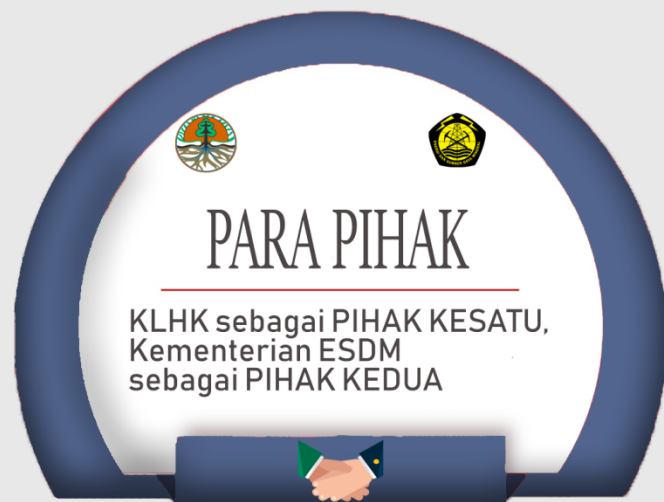 PARA PIHAK
KLHK sebagai PIHAK KESATU,
Kementerian ESDM
sebagai PIHAK KEDUA